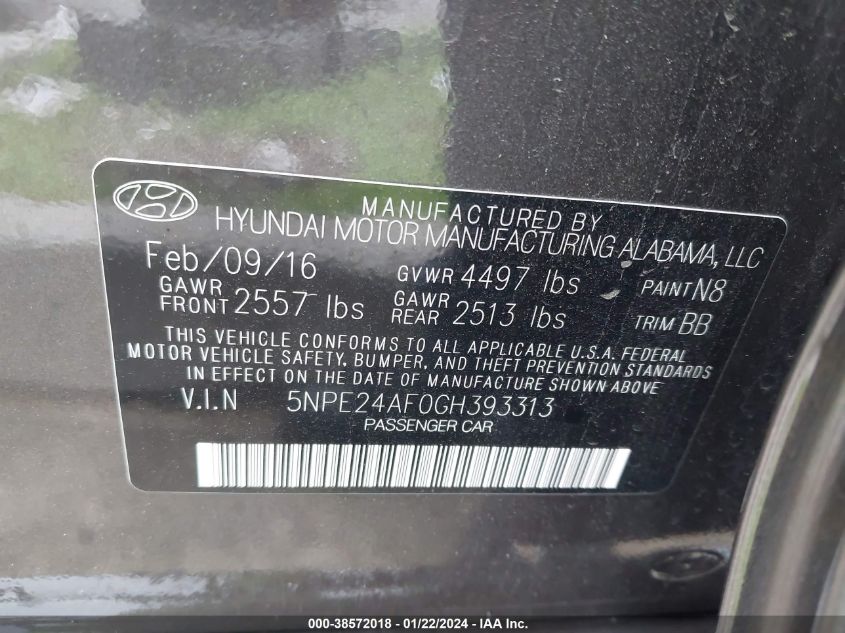 MANUFACTURED BY
HYUNDAI MOTOR MANUFACTURING ALABAMA, LLC
Feb/09/16 GVWR 4497 lbs PAINT N8
GAWR FRONT 2557 lbs GAWR REAR 2513 lbs TRIM BB
THIS VEHICLE CONFORMS TO ALL APPLICABLE U.S.A. FEDERAL
MOTOR VEHICLE SAFETY, BUMPER, AND THEFT PREVENTION STANDARDS
IN EFFECT ON THE DATE OF MANUFACTURE SHOWN ABOVE
V.I.N 5NPE24AF0GH393313
PASSENGER CAR
000-38572018 - 01/22/2024 - IAA Inc.